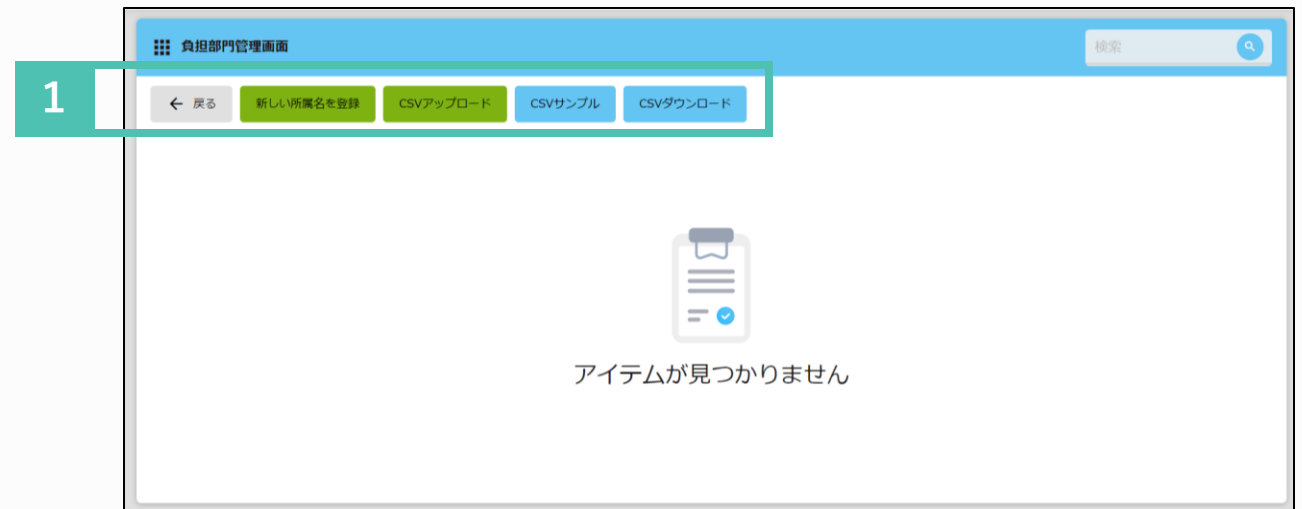 負担部門管理画面
検索
1
戻る
新しい所属名を登録
CSVアップロード
CSVサンプル
CSVダウンロード
アイテムが見つかりません